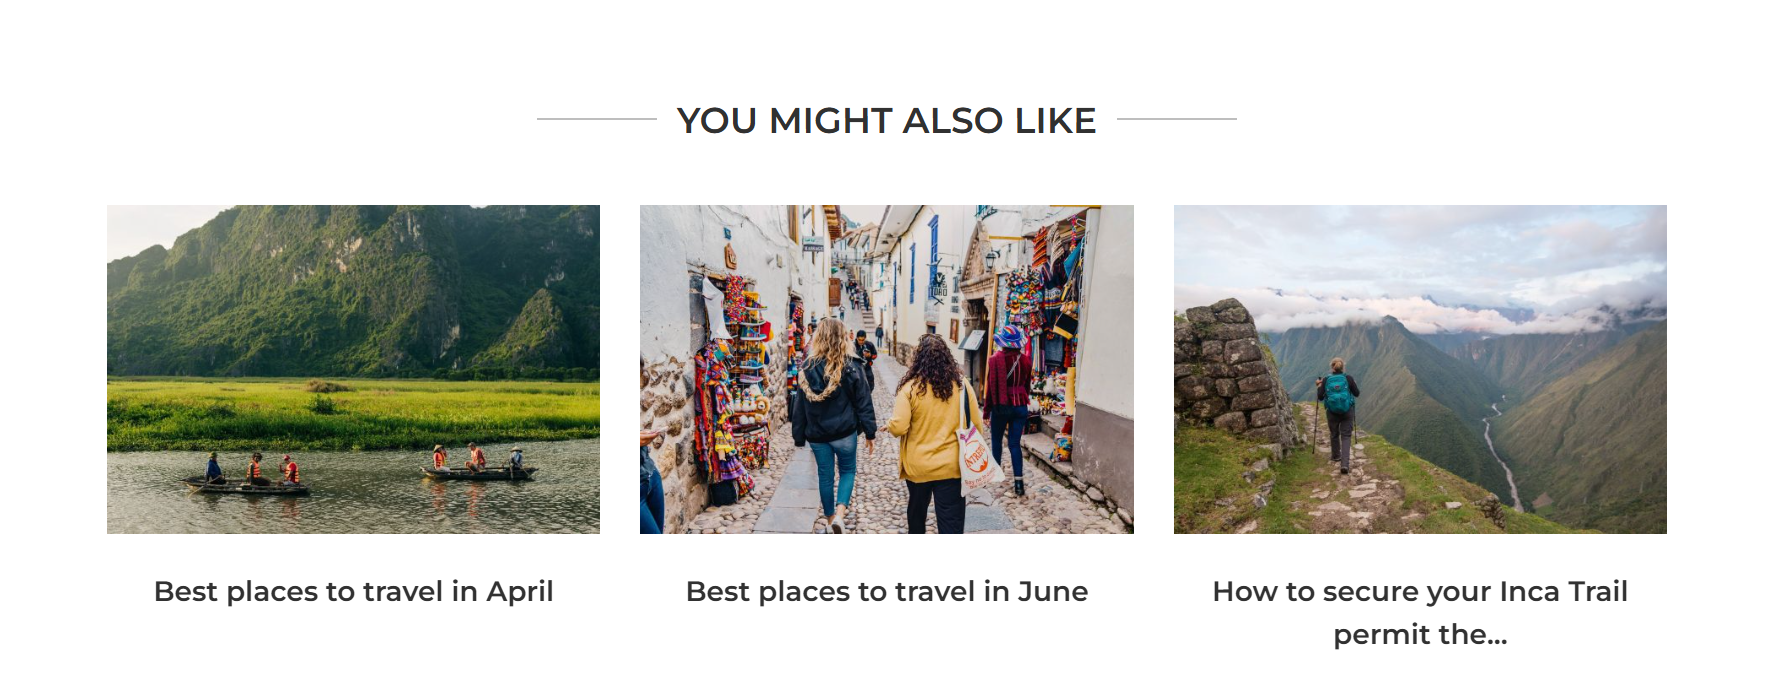 YOU MIGHT ALSO LIKE
Best places to travel in April
Best places to travel in June
How to secure your Inca Trail
permit the...